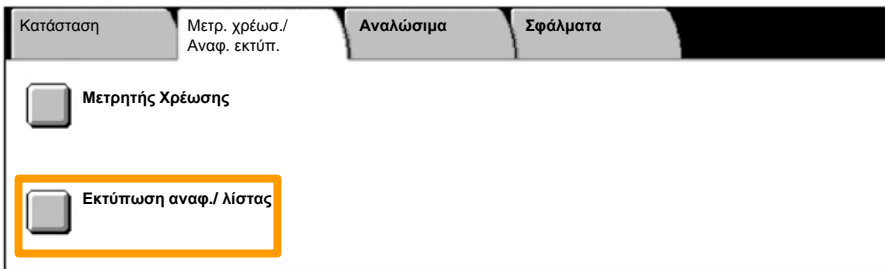 Κατάσταση
Μετρ. χρέωσ./
Αναφ. εκτύπ.
Αναλώσιμα
Σφάλματα
Μετρητής Χρέωσης
Εκτύπωση αναφ./ λίστας